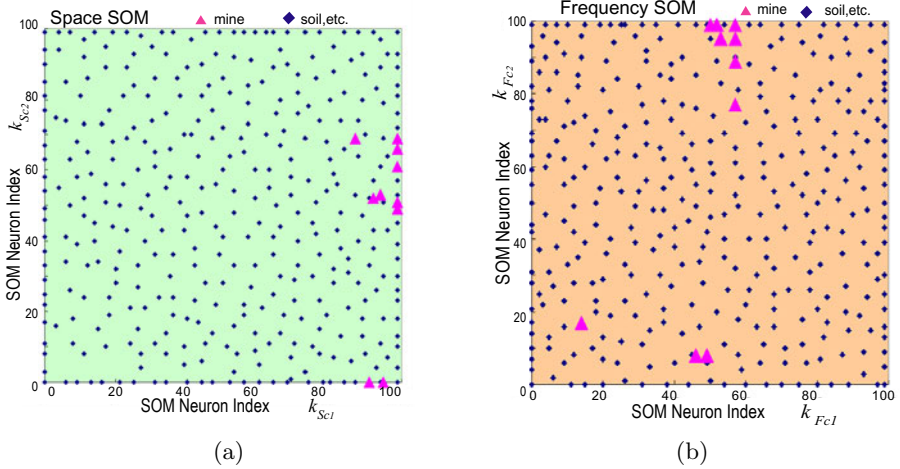 Space SOM mine soil,etc.
100
80
60
40
20
0
SOM Neuron Index k_Sc2
0 20 40 60 80 100
SOM Neuron Index k_Sc1
(a)
Frequency SOM mine soil,etc.
100
80
60
40
20
0
SOM Neuron Index k_Fc2
0 20 40 60 80 100
SOM Neuron Index k_Fc1
(b)